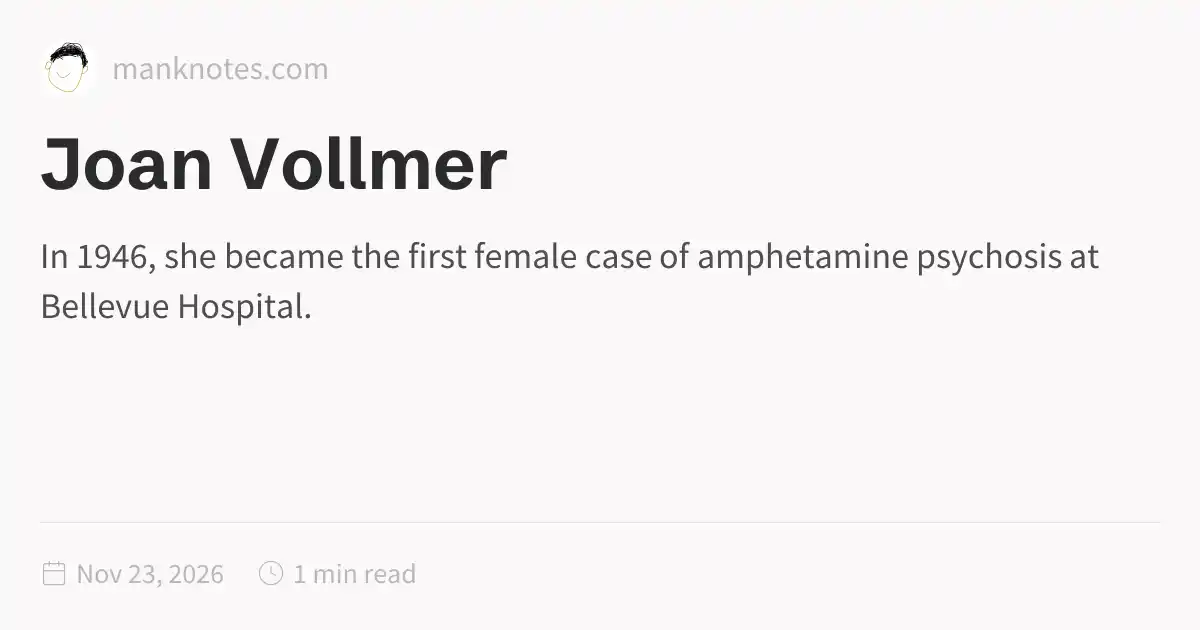 manknotes.com
Joan Vollmer
In 1946, she became the first female case of amphetamine psychosis at
Bellevue Hospital.
Nov 23, 2026 1 min read